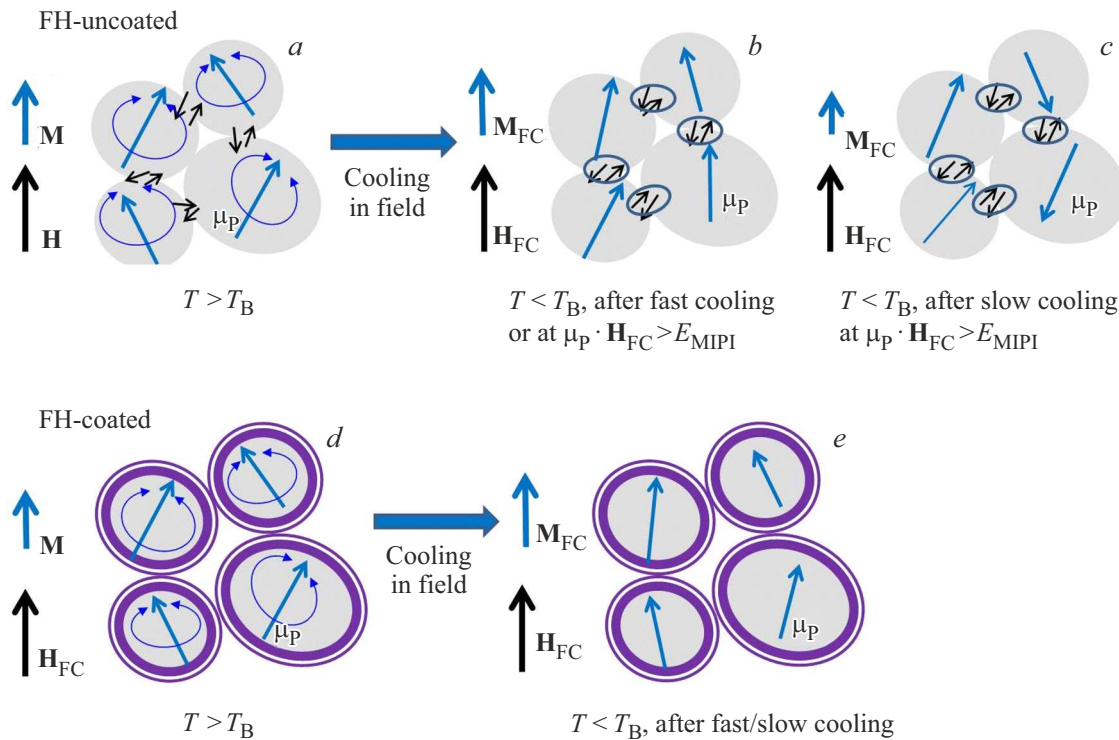 FH-uncoated
a
b
c
M
H
μP
Cooling
in field
MFC
HFC
μP
MFC
HFC
μP
T > TB
T < TB, after fast cooling
or at μP · HFC > EMIPI
T < TB, after slow cooling
at μP · HFC > EMIPI
FH-coated
d
e
M
HFC
μP
Cooling
in field
MFC
HFC
μP
T > TB
T < TB, after fast/slow cooling